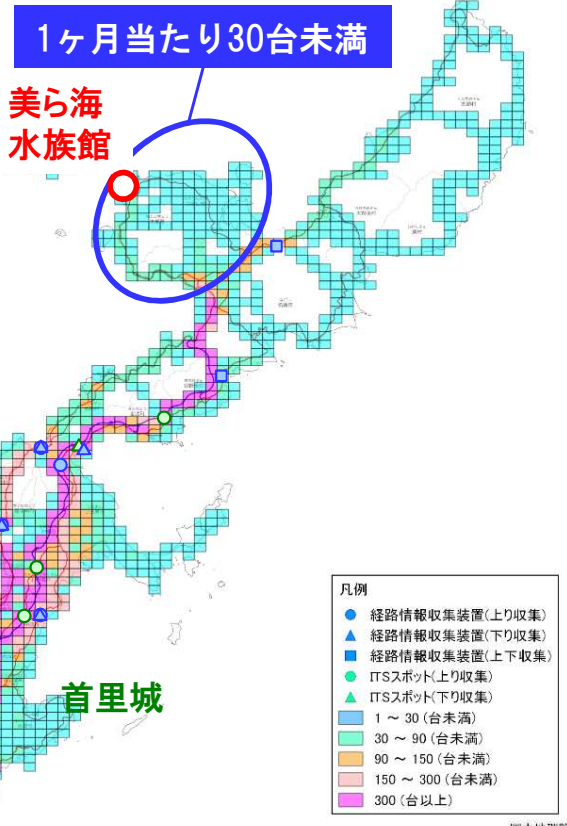 1ヶ月当たり30台未満
美ら海
水族館
首里城
凡例
経路情報収集装置(上り収集)
経路情報収集装置(下り収集)
経路情報収集装置(上下収集)
ITSスポット(上り収集)
ITSスポット(下り収集)
1 ～ 30 (台未満)
30 ～ 90 (台未満)
90 ～ 150 (台未満)
150 ～ 300 (台未満)
300 (台以上)